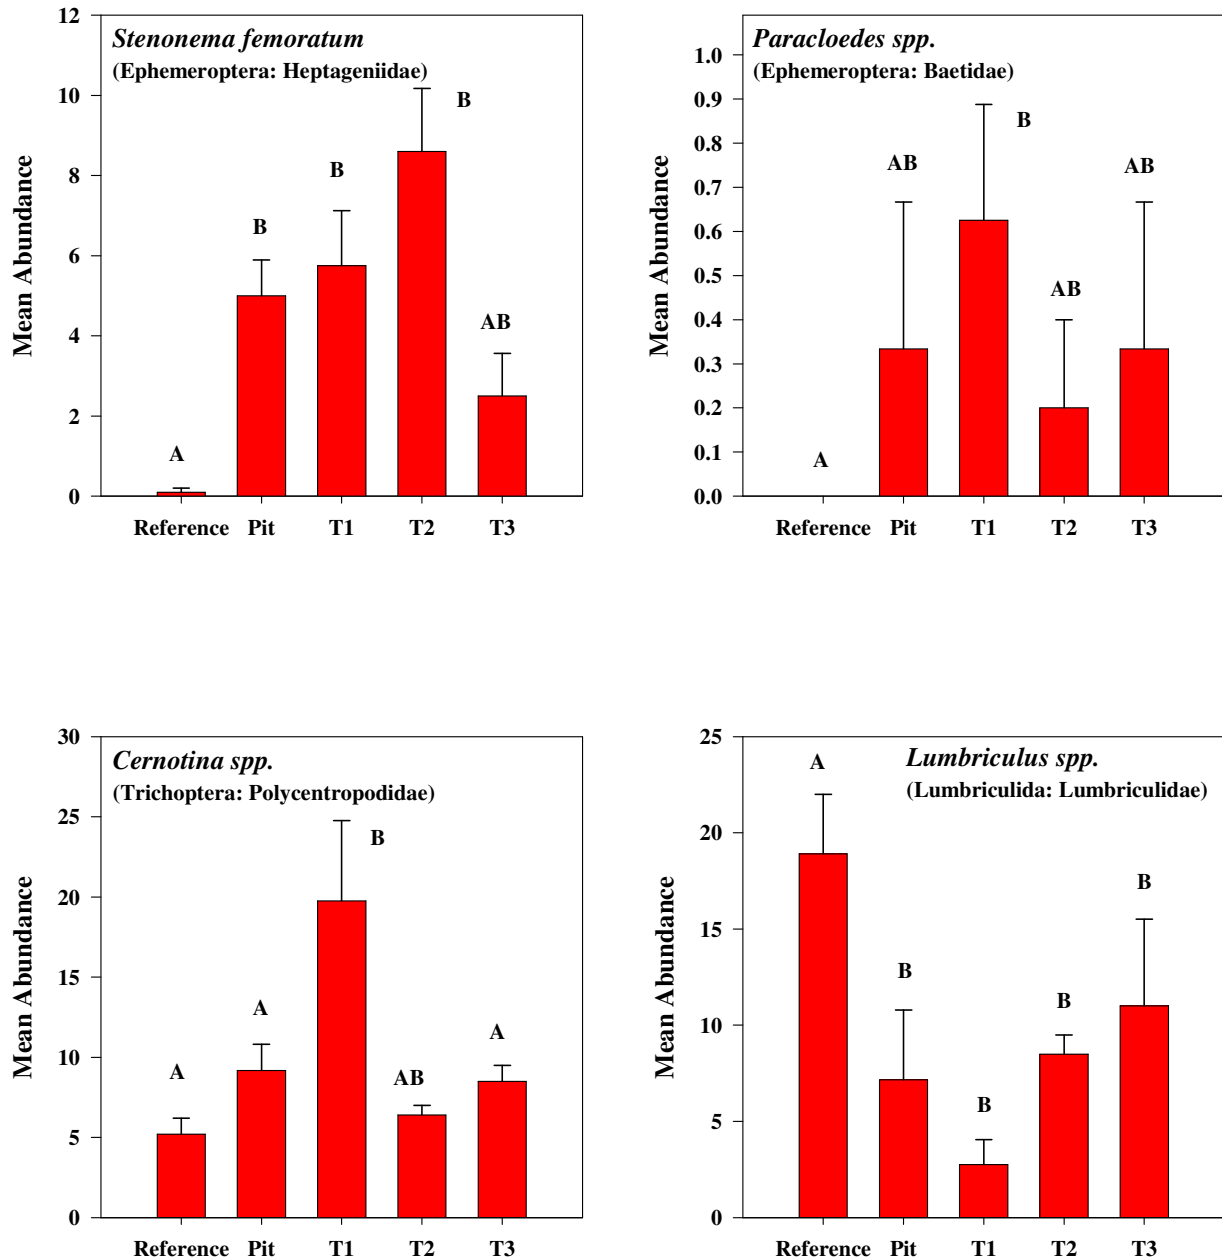 Stenonema femoratum
(Ephemeroptera: Heptageniidae)
Mean Abundance
12
10
8
6
4
2
0
A
B
B
B
AB
Reference Pit T1 T2 T3
Paracloedes spp.
(Ephemeroptera: Baetidae)
Mean Abundance
1.0
0.9
0.8
0.7
0.6
0.5
0.4
0.3
0.2
0.1
0.0
A
AB
B
AB
AB
Reference Pit T1 T2 T3
Cernotina spp.
(Trichoptera: Polycentropodidae)
Mean Abundance
30
25
20
15
10
5
0
A
A
B
AB
A
Reference Pit T1 T2 T3
Lumbriculus spp.
(Lumbriculida: Lumbriculidae)
Mean Abundance
25
20
15
10
5
0
A
B
B
B
B
Reference Pit T1 T2 T3